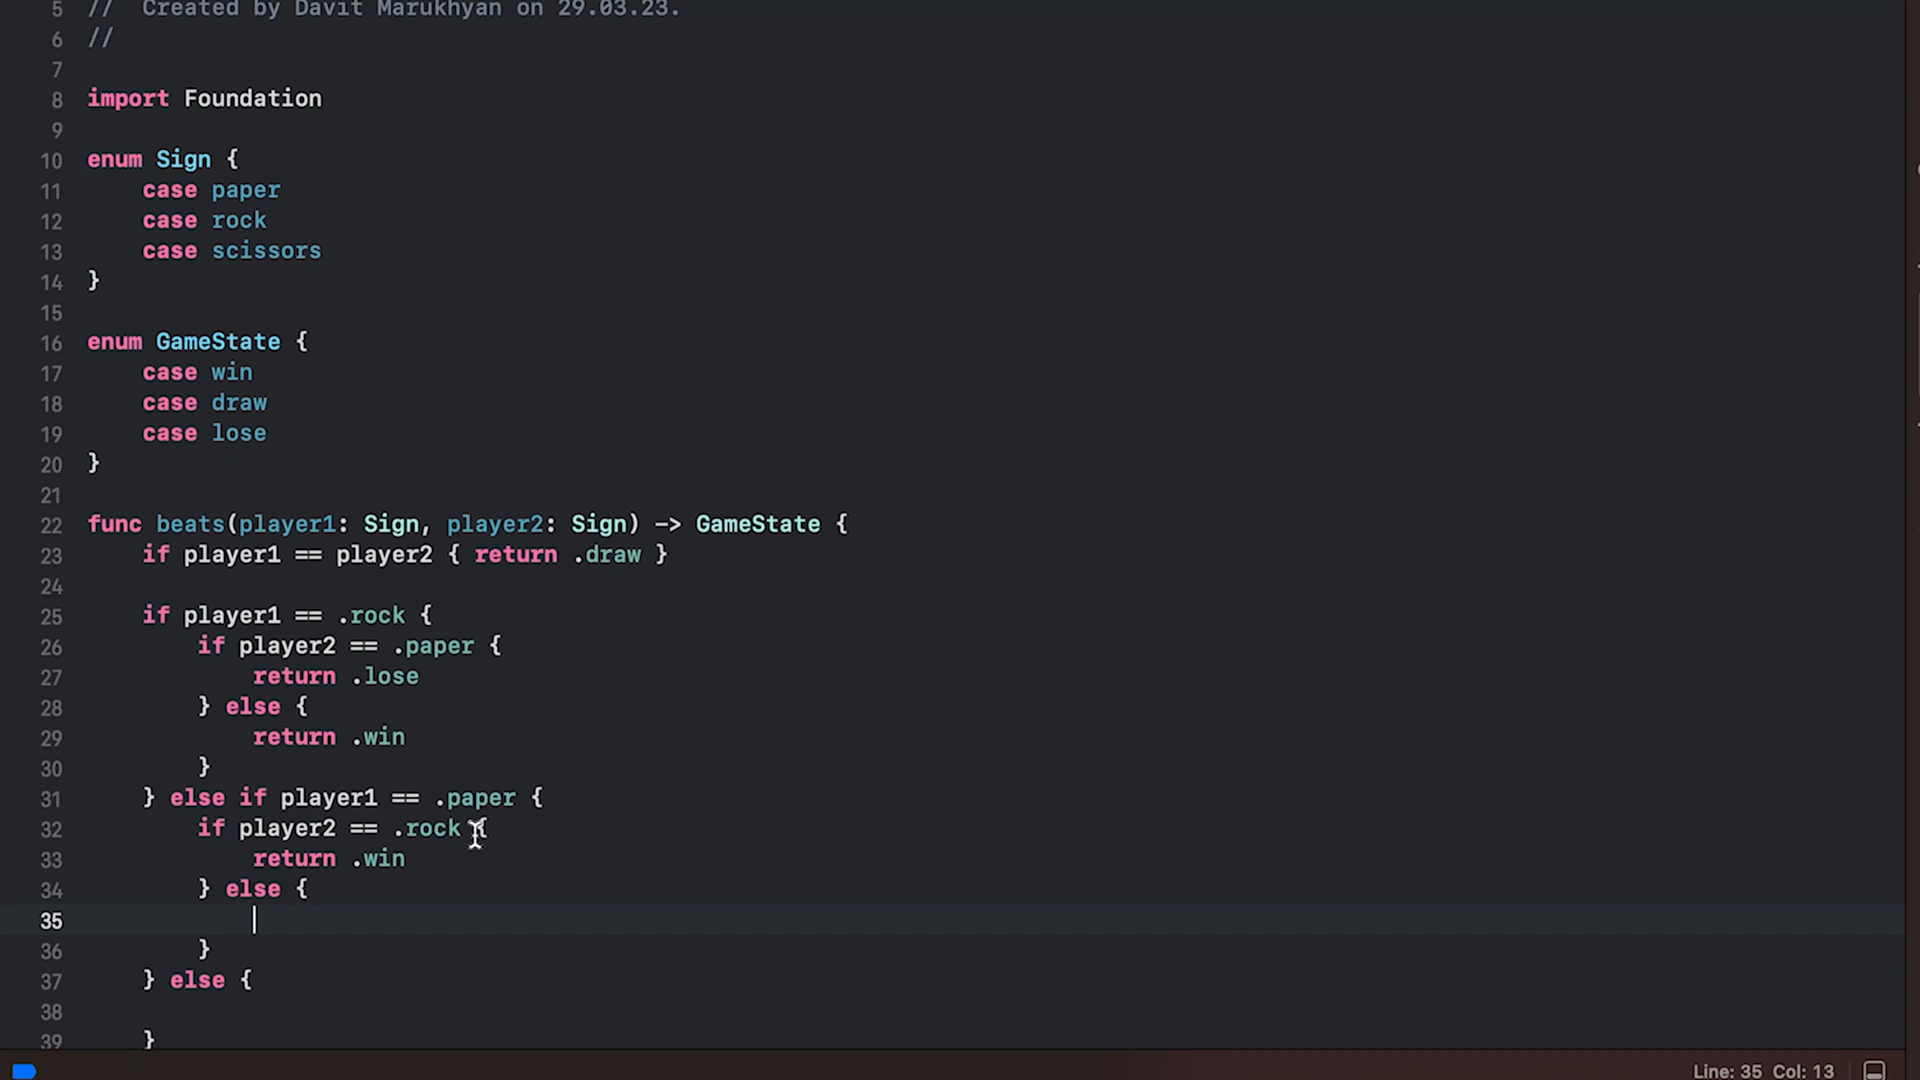 5 //  Created by Davit Marukhyan on 29.03.23.
6 //
7
8 import Foundation
9
10 enum Sign {
11     case paper
12     case rock
13     case scissors
14 }
15
16 enum GameState {
17     case win
18     case draw
19     case lose
20 }
21
22 func beats(player1: Sign, player2: Sign) -> GameState {
23     if player1 == player2 { return .draw }
24
25     if player1 == .rock {
26         if player2 == .paper {
27             return .lose
28         } else {
29             return .win
30         }
31     } else if player1 == .paper {
32         if player2 == .rock {
33             return .win
34         } else {
35
36         }
37     } else {
38
39     }
Line: 35 Col: 13